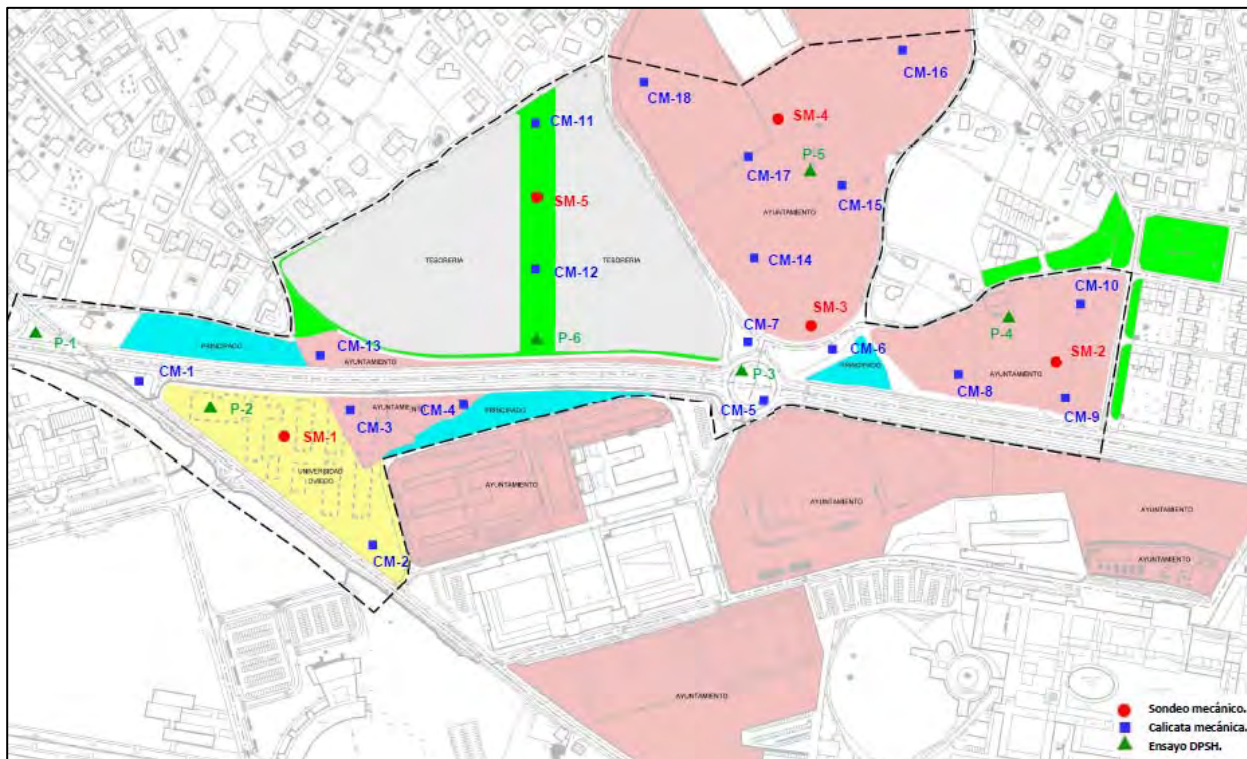 CM-16
CM-18
SM-4
CM-11
P-5
CM-17
CM-15
SM-5
AYUNTAMIENTO
TESORERIA
TESORERIA
CM-14
CM-12
CM-10
SM-3
P-4
CM-7
P-1
P-6
PRINCIPADO
CM-13
AYUNTAMIENTO
CM-6
PRINCIPADO
SM-2
CM-1
P-3
CM-8
AYUNTAMIENTO
P-2
AYUNTAMIENTO
CM-4
PRINCIPADO
CM-5
CM-9
CM-3
SM-1
UNIVERSIDAD
OVIEDO
AYUNTAMIENTO
AYUNTAMIENTO
AYUNTAMIENTO
CM-2
AYUNTAMIENTO
AYUNTAMIENTO
Sondeo mecánico.
Calicata mecánica.
Ensayo DPSH.